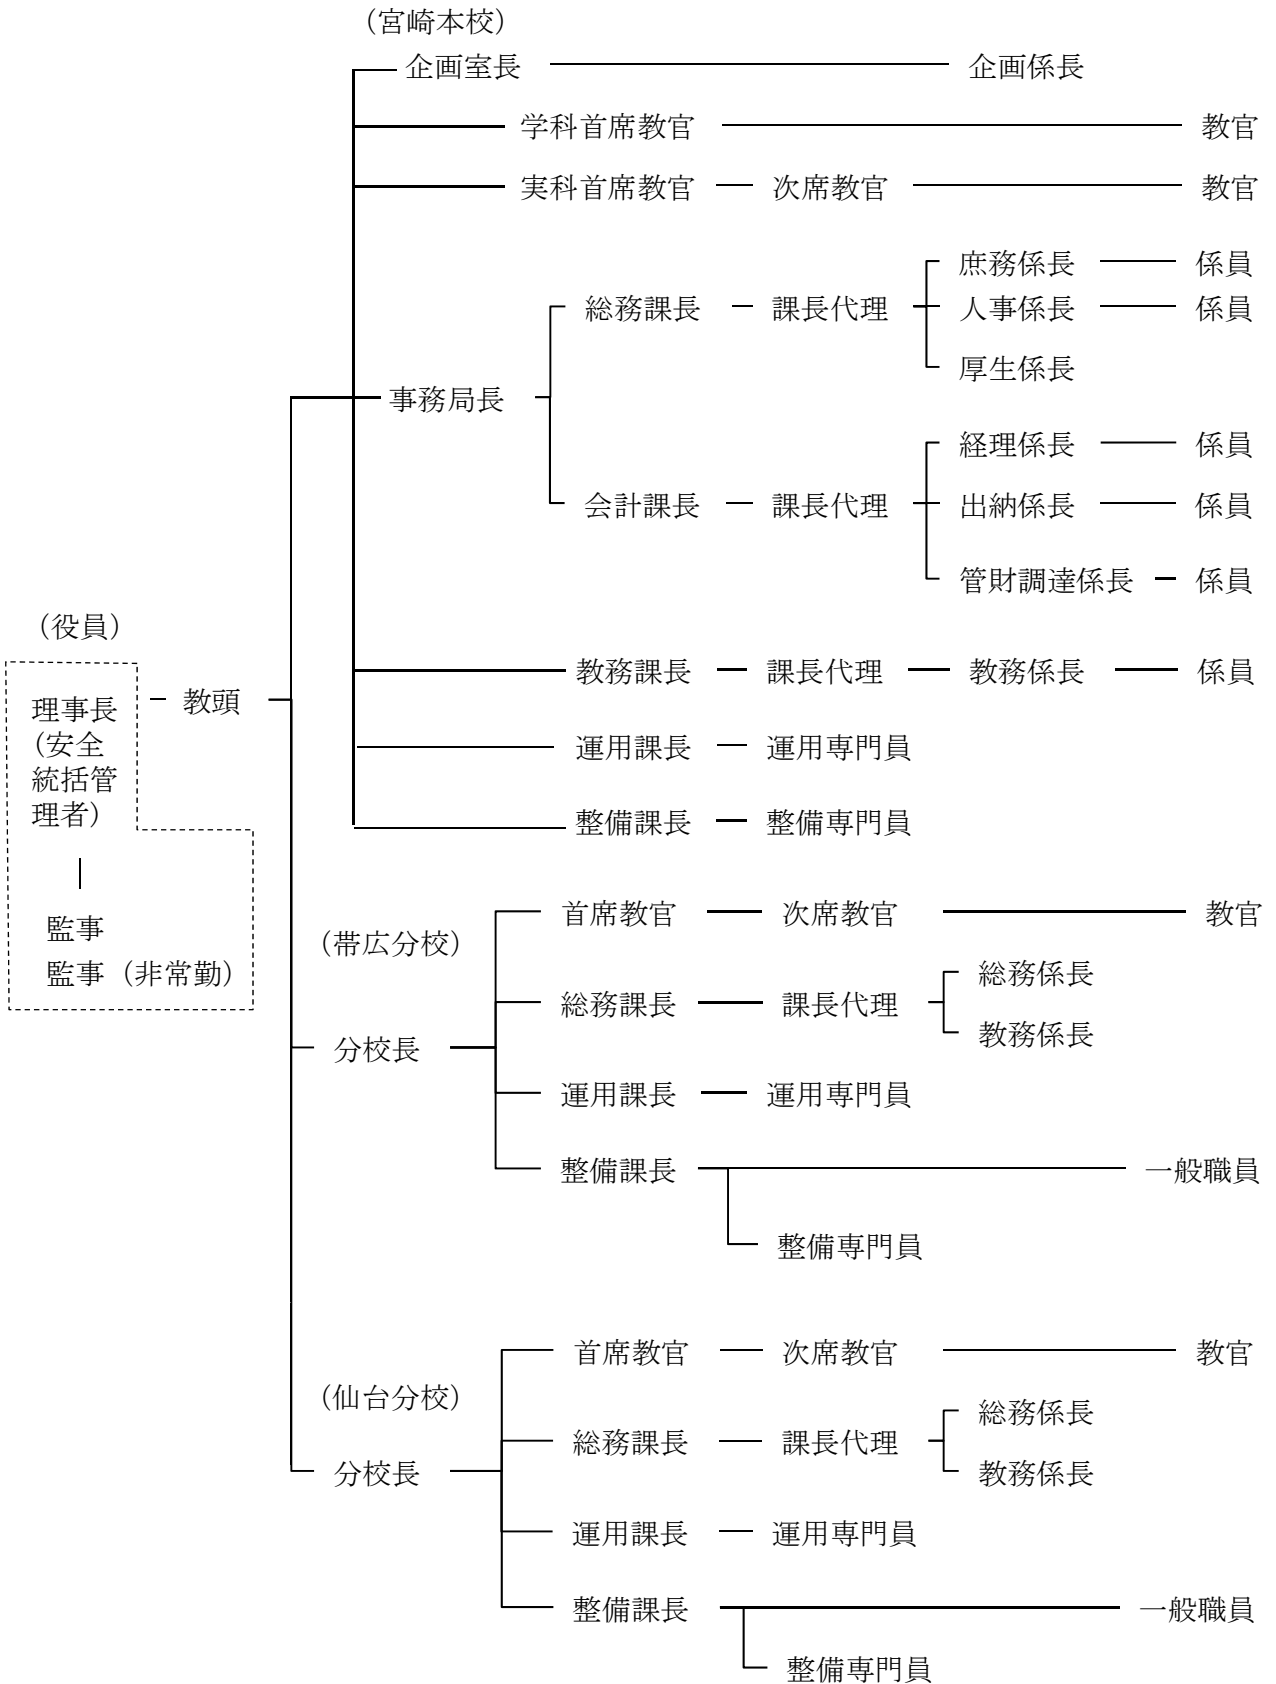 （宮崎本校）
企画室長 企画係長
学科首席教官 教官
実科首席教官 次席教官 教官
庶務係長 係員
総務課長 課長代理 人事係長 係員
厚生係長
事務局長
経理係長 係員
会計課長 課長代理 出納係長 係員
管財調達係長 係員
（役員）
教務課長 課長代理 教務係長 係員
教頭
理事長
（安全
統括管
理者）
運用課長 運用専門員
整備課長 整備専門員
監事
監事（非常勤）
首席教官 次席教官 教官
（帯広分校）
総務係長
総務課長 課長代理
教務係長
分校長
運用課長 運用専門員
整備課長 一般職員
整備専門員
首席教官 次席教官 教官
（仙台分校）
総務係長
総務課長 課長代理
教務係長
分校長
運用課長 運用専門員
整備課長 一般職員
整備専門員